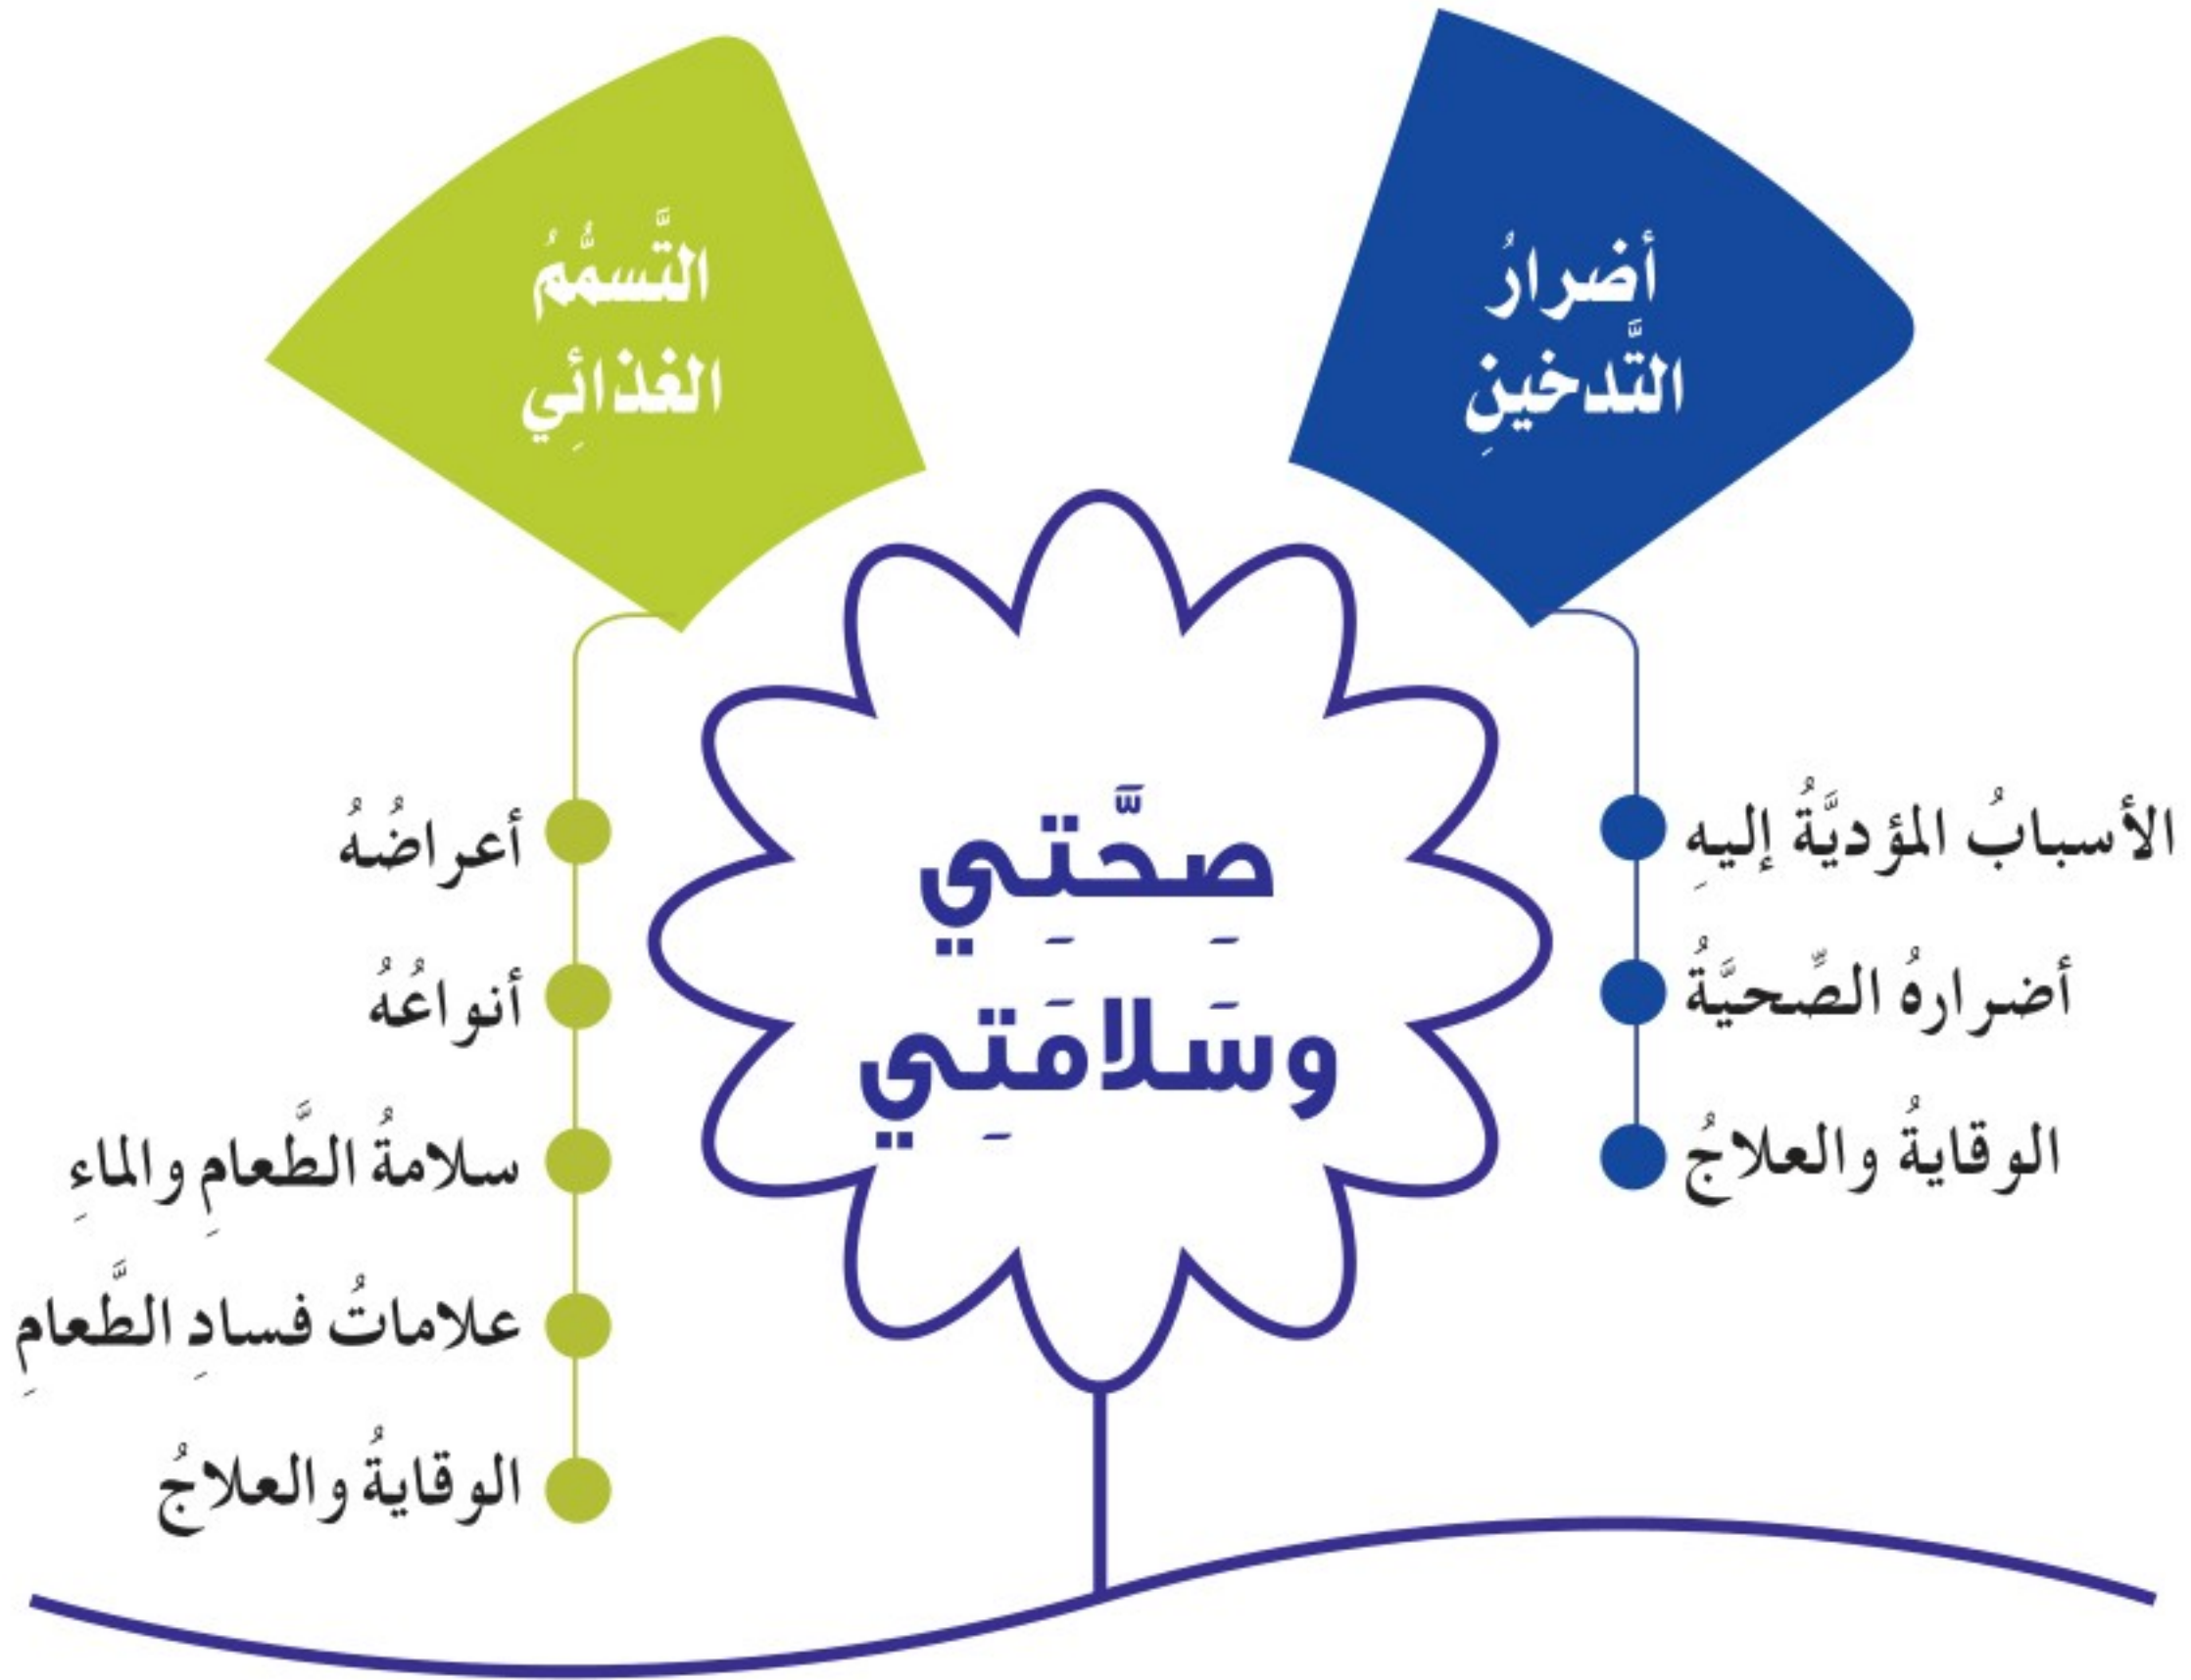 أضرارُ
التَّدخينِ
التَّسمُّمُ
الغذائِي
صِحَّتِي
وسَلامَتِي
الأسبابُ المؤديَّةُ إليهِ
أضرارهُ الصِّحيَّةُ
الوقايةُ والعلاجُ
أعراضُهُ
أنواعُهُ
سلامةُ الطَّعامِ والماءِ
علاماتُ فسادِ الطَّعامِ
الوقايةُ والعلاجُ